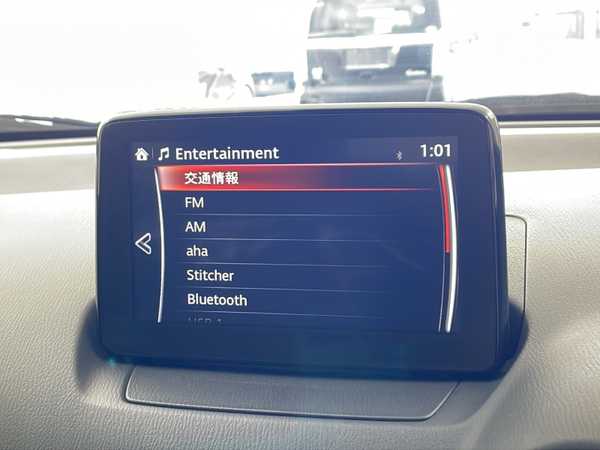 Entertainment 1:01
交通情報
FM
AM
aha
Stitcher
Bluetooth